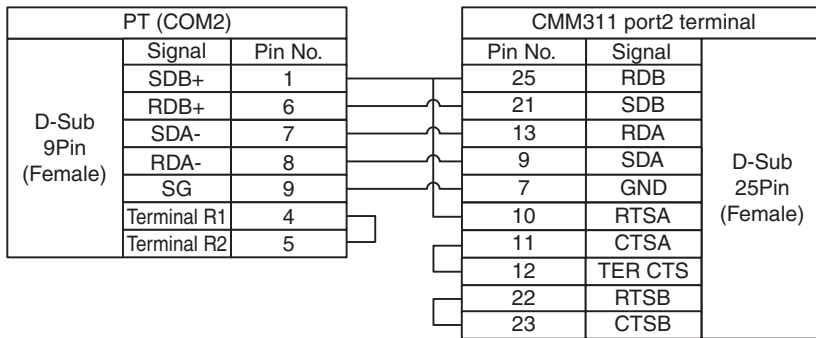 PT (COM2) CMM311 port2 terminal
Signal Pin No. Pin No. Signal
SDB+ 1 25 RDB
RDB+ 6 21 SDB
SDA- 7 13 RDA
RDA- 8 9 SDA
SG 9 7 GND
Terminal R1 4 10 RTSA
Terminal R2 5 11 CTSA
12 TER CTS
22 RTSB
23 CTSB
D-Sub
9Pin
(Female)
D-Sub
25Pin
(Female)